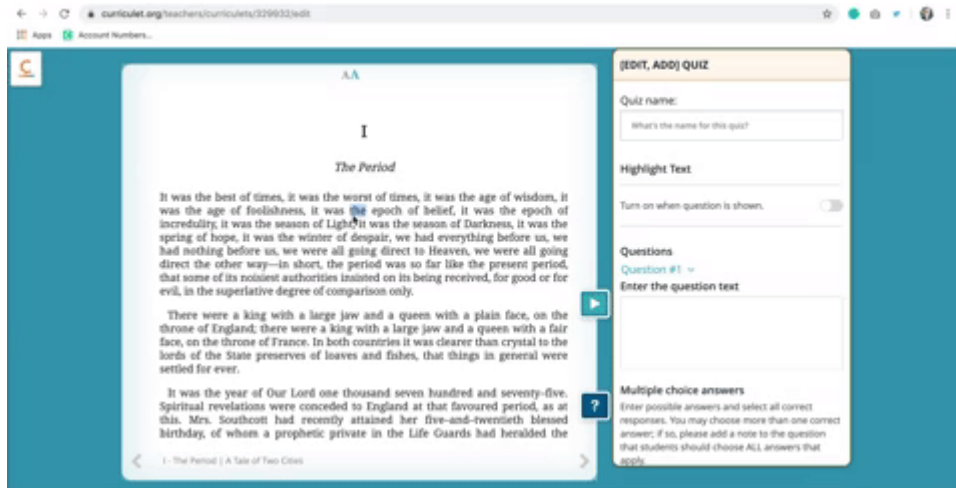 curriculet.org/teachers/curriculets/329932/edit
Apps
Account Numbers...
C
AA
I
The Period
It was the best of times, it was the worst of times, it was the age of wisdom, it
was the age of foolishness, it was the epoch of belief, it was the epoch of
incredulity, it was the season of Light, it was the season of Darkness, it was the
spring of hope, it was the winter of despair, we had everything before us, we
had nothing before us, we were all going direct to Heaven, we were all going
direct the other way—in short, the period was so far like the present period,
that some of its noisiest authorities insisted on its being received, for good or for
evil, in the superlative degree of comparison only.
There were a king with a large jaw and a queen with a plain face, on the
throne of England; there were a king with a large jaw and a queen with a fair
face, on the throne of France. In both countries it was clearer than crystal to the
lords of the State preserves of loaves and fishes, that things in general were
settled for ever.
It was the year of Our Lord one thousand seven hundred and seventy-five.
Spiritual revelations were conceded to England at that favoured period, as at
this. Mrs. Southcott had recently attained her five-and-twentieth blessed
birthday, of whom a prophetic private in the Life Guards had heralded the
I - The Period | A Tale of Two Cities
?
[EDIT, ADD] QUIZ
Quiz name:
What's the name for this quiz?
Highlight Text
Turn on when question is shown.
Questions
Question #1
Enter the question text
Multiple choice answers
Enter possible answers and select all correct
responses. You may choose more than one correct
answer; if so, please add a note to the question
that students should choose ALL answers that
apply.